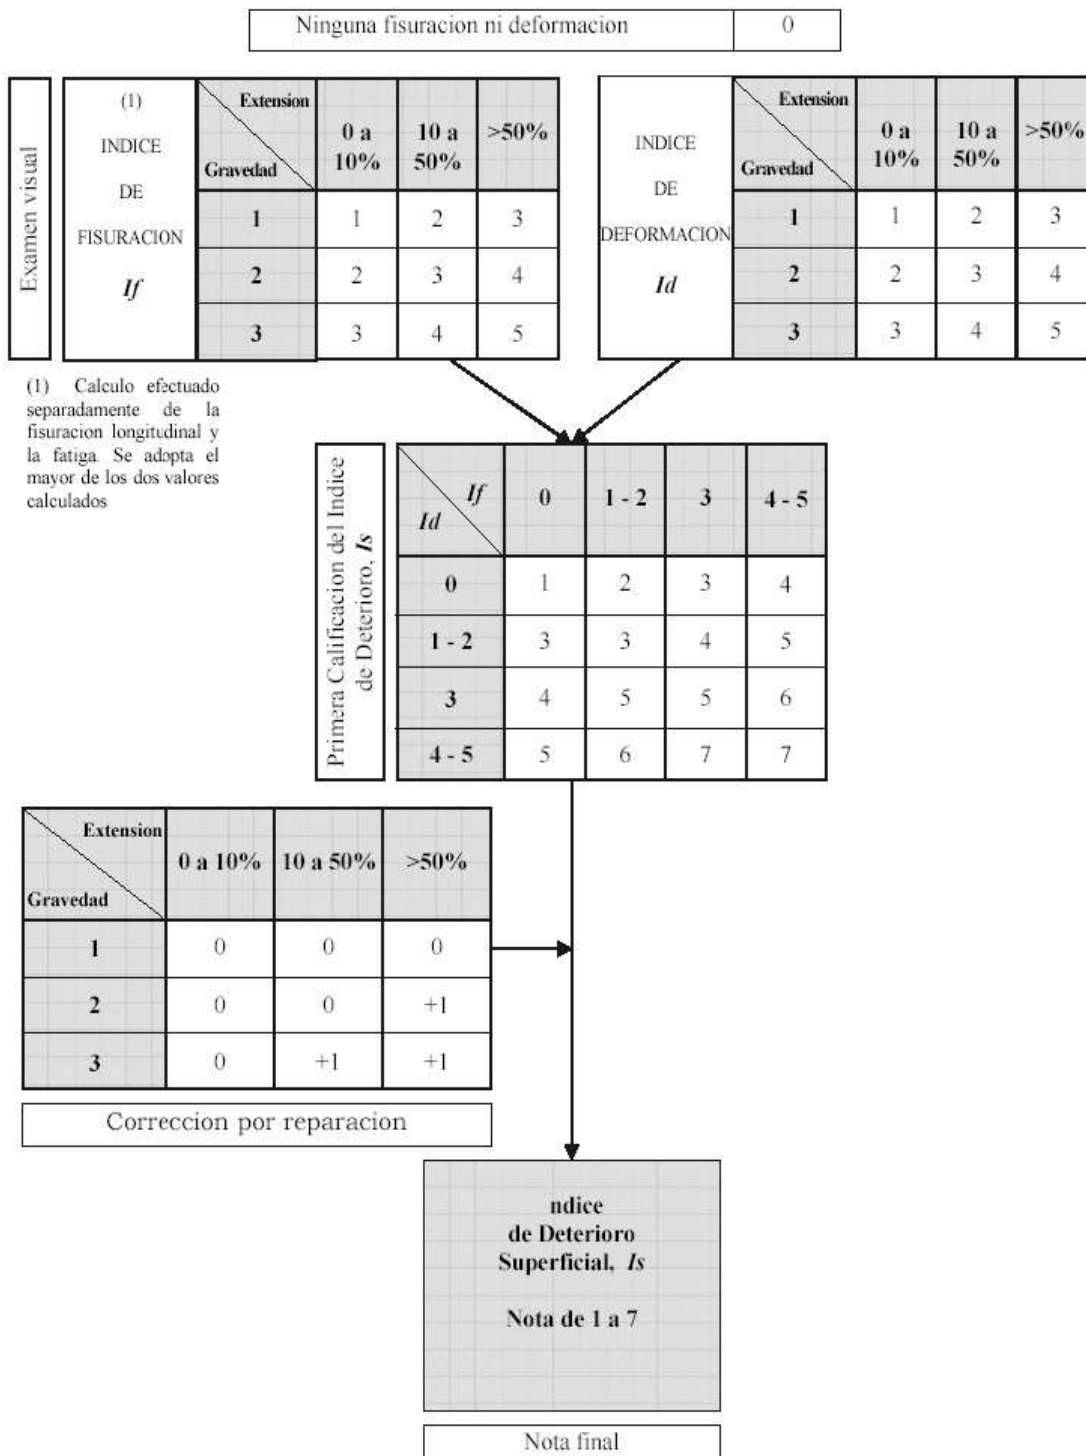 Ninguna fisuracion ni deformacion 0
Examen visual
(1)
INDICE
DE
FISURACION
If
Extension
Gravedad
0 a 10% 10 a 50% >50%
1 1 2 3
2 2 3 4
3 3 4 5
INDICE
DE
DEFORMACION
Id
Extension
Gravedad
0 a 10% 10 a 50% >50%
1 1 2 3
2 2 3 4
3 3 4 5
(1) Calculo efectuado
separadamente de la
fisuracion longitudinal y
la fatiga. Se adopta el
mayor de los dos valores
calculados
Primera Calificacion del Indice
de Deterioro, Is
If
Id
0 1 - 2 3 4 - 5
0 1 2 3 4
1 - 2 3 3 4 5
3 4 5 5 6
4 - 5 5 6 7 7
Extension
Gravedad
0 a 10% 10 a 50% >50%
1 0 0 0
2 0 0 +1
3 0 +1 +1
Correccion por reparacion
ndice
de Deterioro
Superficial, Is
Nota de 1 a 7
Nota final